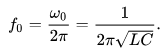 f₀ = ω₀/2π = 1/2π√LC.